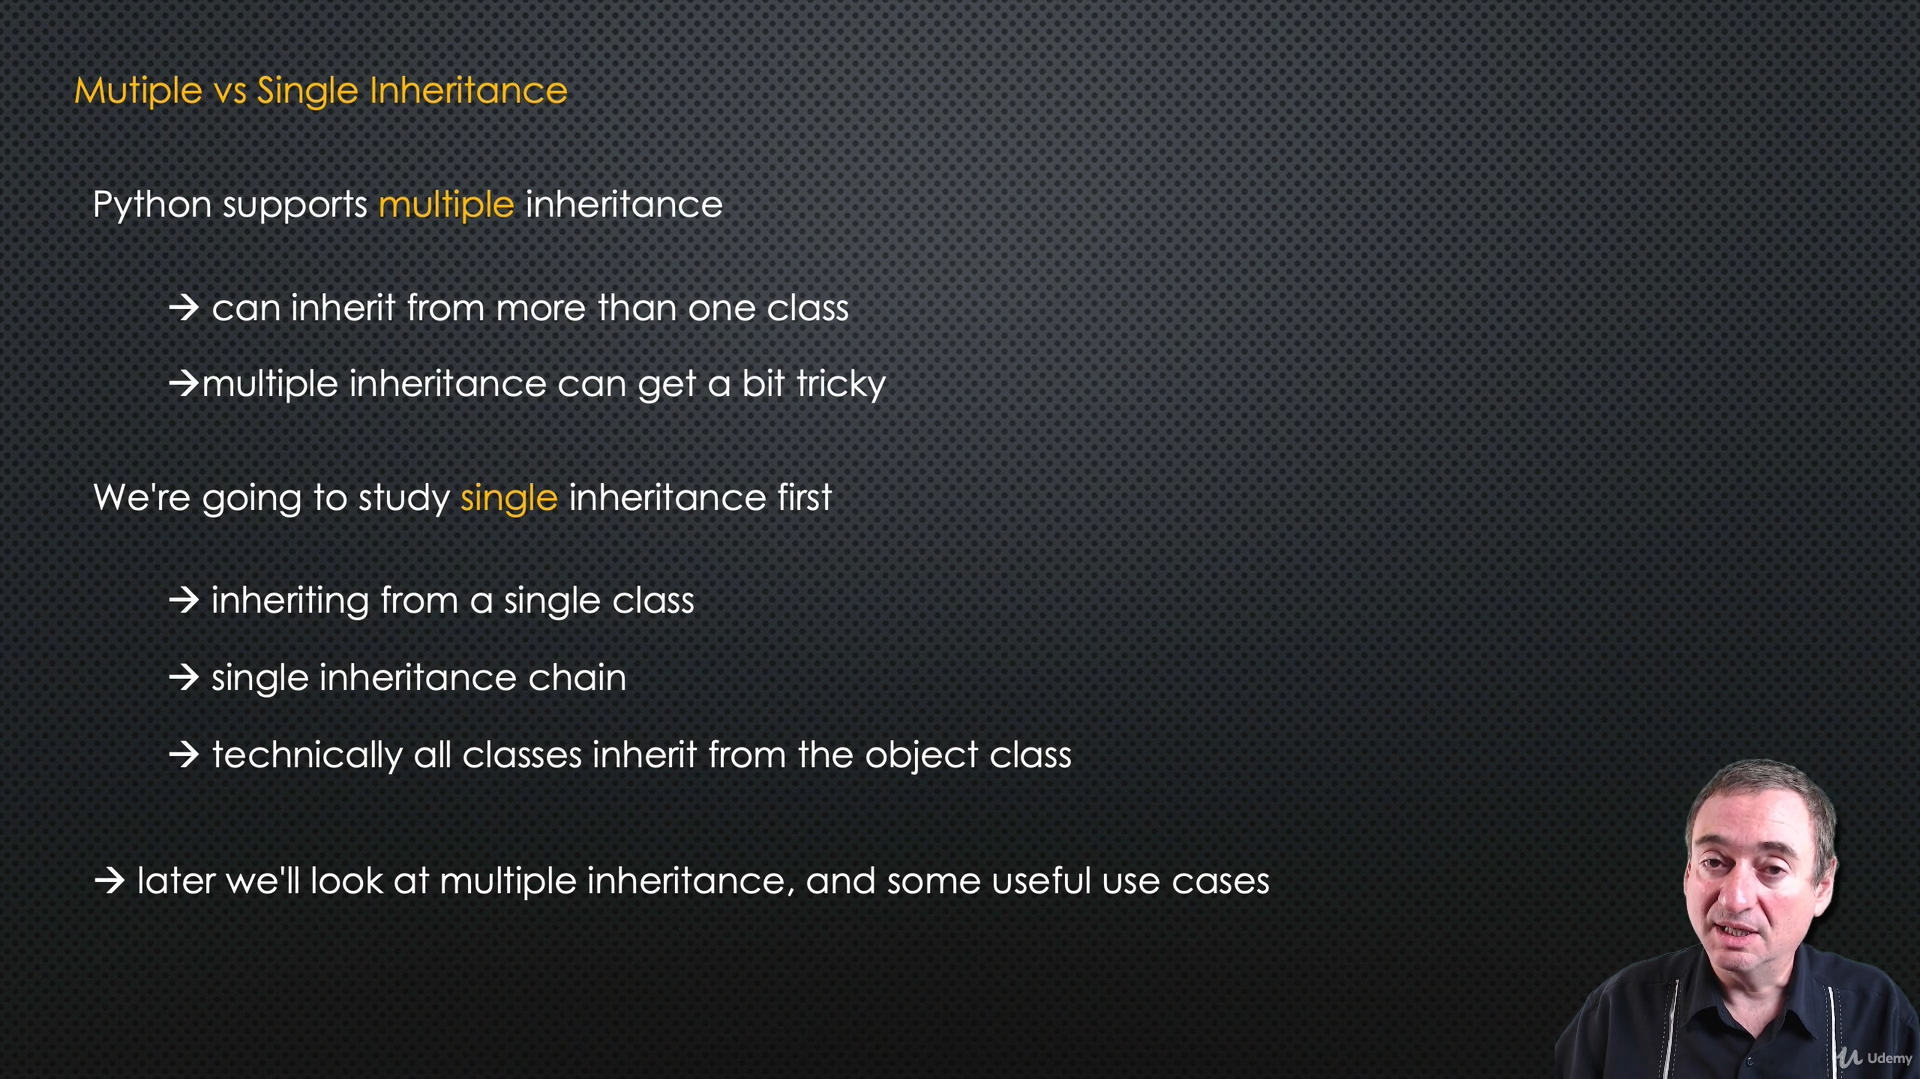 Mutiple vs Single Inheritance
Python supports multiple inheritance
→ can inherit from more than one class
→multiple inheritance can get a bit tricky
We're going to study single inheritance first
→ inheriting from a single class
→ single inheritance chain
→ technically all classes inherit from the object class
→ later we'll look at multiple inheritance, and some useful use cases
Udemy